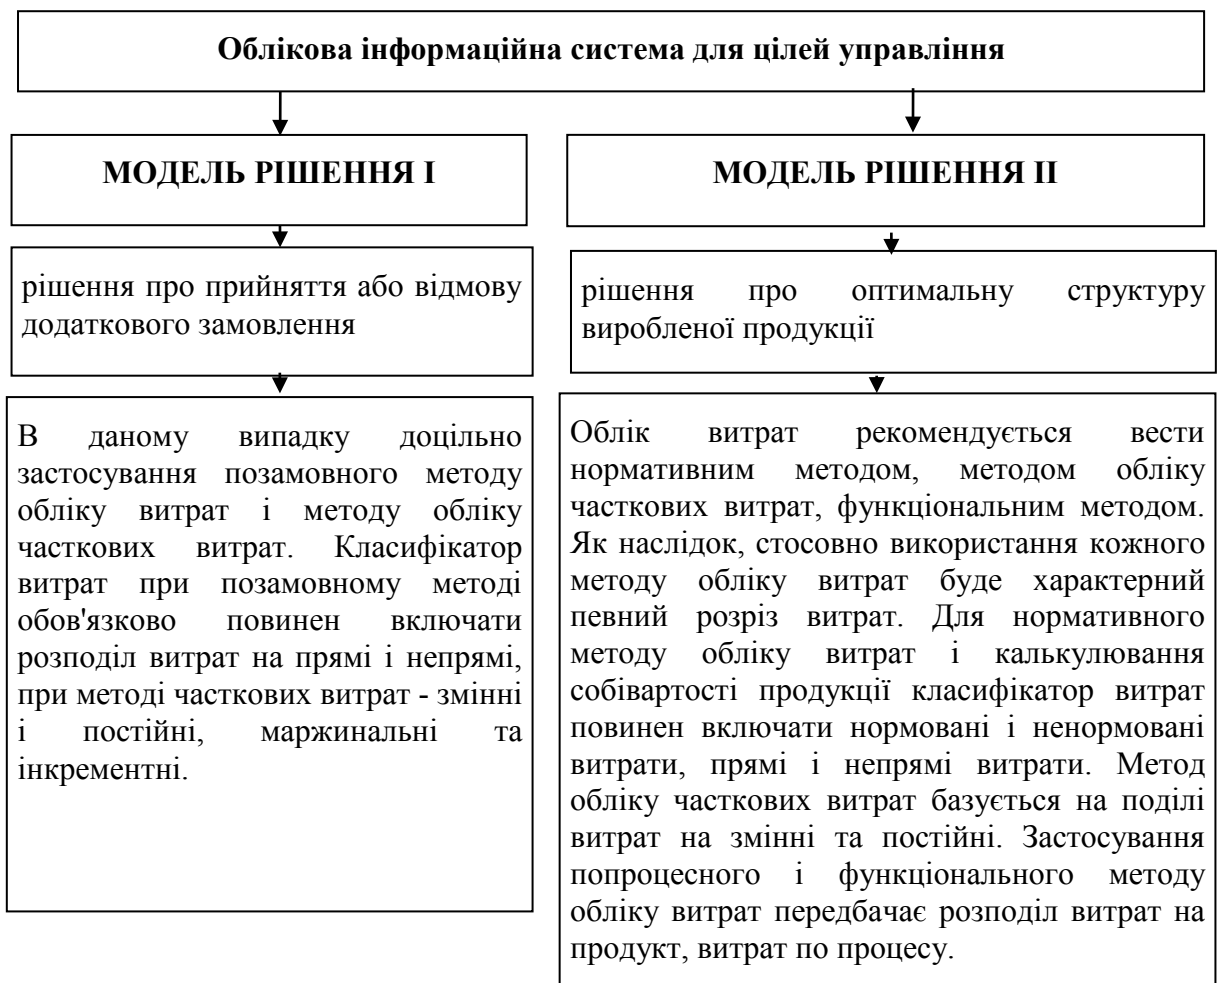 Облікова інформаційна система для цілей управління
МОДЕЛЬ РІШЕННЯ І
рішення про прийняття або відмову
додаткового замовлення
В даному випадку доцільно
застосування позамовного методу
обліку витрат і методу обліку
часткових витрат. Класифікатор
витрат при позамовному методі
обов'язково повинен включати
розподіл витрат на прямі і непрямі,
при методі часткових витрат - змінні
і постійні, маржинальні та
інкрементні.
МОДЕЛЬ РІШЕННЯ ІІ
рішення про оптимальну структуру
виробленої продукції
Облік витрат рекомендується вести
нормативним методом, методом обліку
часткових витрат, функціональним методом.
Як наслідок, стосовно використання кожного
методу обліку витрат буде характерний
певний розріз витрат. Для нормативного
методу обліку витрат і калькулювання
собівартості продукції класифікатор витрат
повинен включати нормовані і ненормовані
витрати, прямі і непрямі витрати. Метод
обліку часткових витрат базується на поділі
витрат на змінні та постійні. Застосування
попроцесного і функціонального методу
обліку витрат передбачає розподіл витрат на
продукт, витрат по процесу.